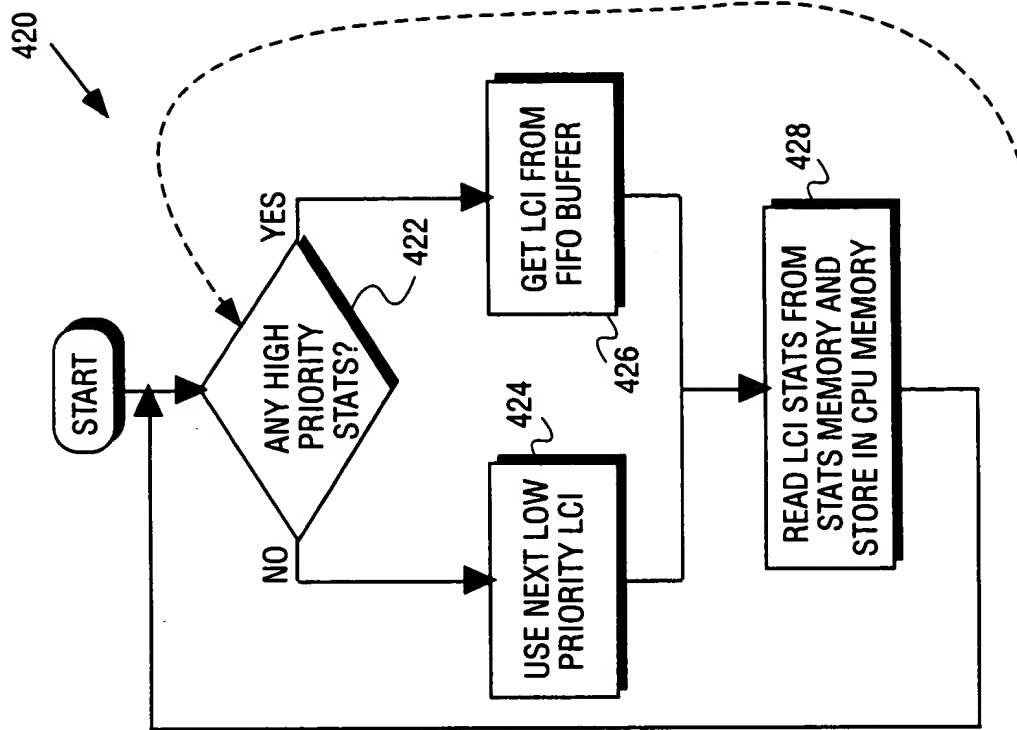 420
START
ANY HIGH
PRIORITY
STATS?
YES
NO
422
424
USE NEXT LOW
PRIORITY LCI
GET LCI FROM
FIFO BUFFER
426
428
READ LCI STATS FROM
STATS MEMORY AND
STORE IN CPU MEMORY